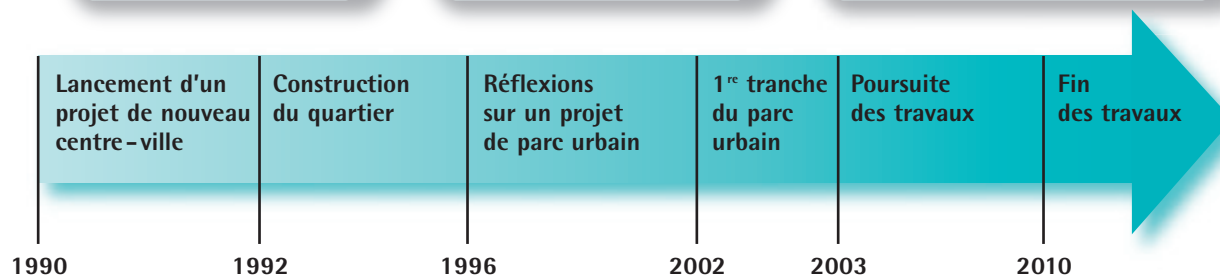 Lancement d'un
projet de nouveau
centre-ville
Construction
du quartier
Réflexions
sur un projet
de parc urbain
1re tranche
du parc
urbain
Poursuite
des travaux
Fin
des travaux
1990 1992 1996 2002 2003 2010